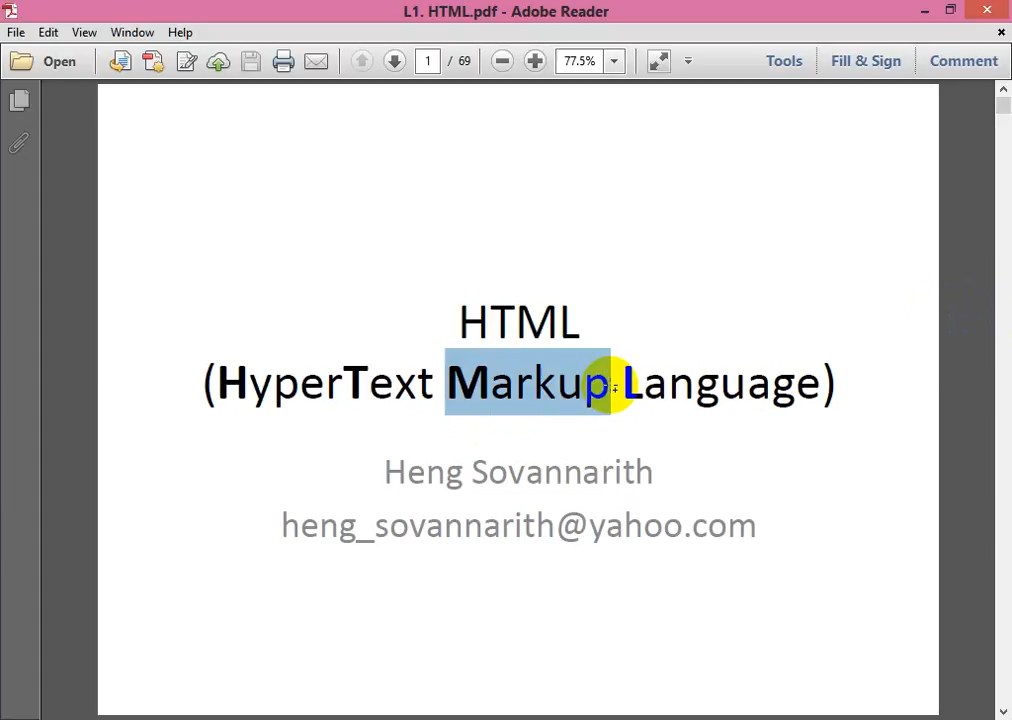 L1. HTML.pdf - Adobe Reader
File Edit View Window Help
Open 1 / 69 77.5% Tools Fill & Sign Comment
HTML
(HyperText Markup Language)
Heng Sovannarith
heng_sovannarith@yahoo.com